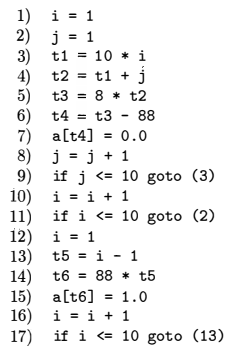 1) i = 1
2) j = 1
3) t1 = 10 * i
4) t2 = t1 + j
5) t3 = 8 * t2
6) t4 = t3 - 88
7) a[t4] = 0.0
8) j = j + 1
9) if j <= 10 goto (3)
10) i = i + 1
11) if i <= 10 goto (2)
12) i = 1
13) t5 = i - 1
14) t6 = 88 * t5
15) a[t6] = 1.0
16) i = i + 1
17) if i <= 10 goto (13)